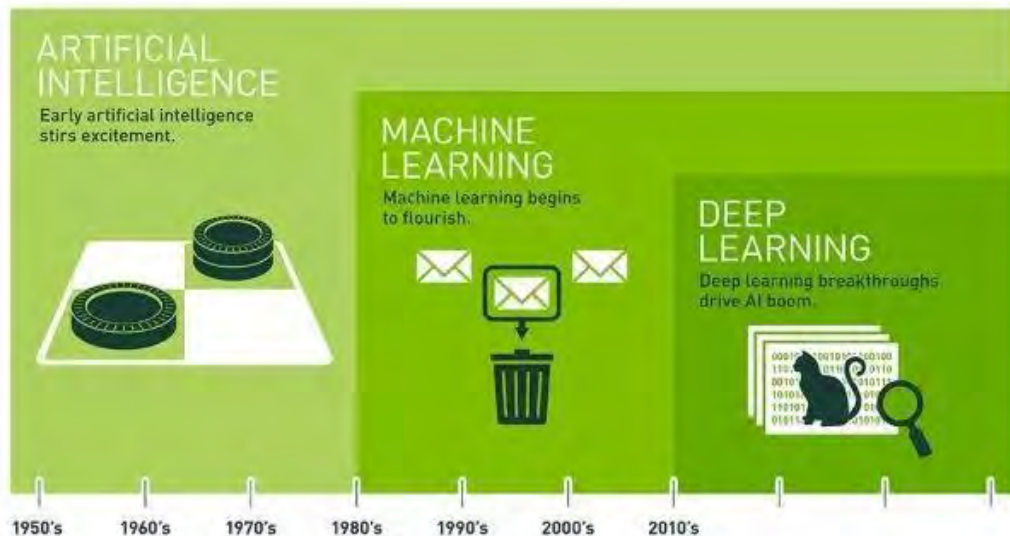 ARTIFICIAL
INTELLIGENCE
Early artificial intelligence
stirs excitement.
MACHINE
LEARNING
Machine learning begins
to flourish.
DEEP
LEARNING
Deep learning breakthroughs
drive AI boom.
1950's 1960's 1970's 1980's 1990's 2000's 2010's